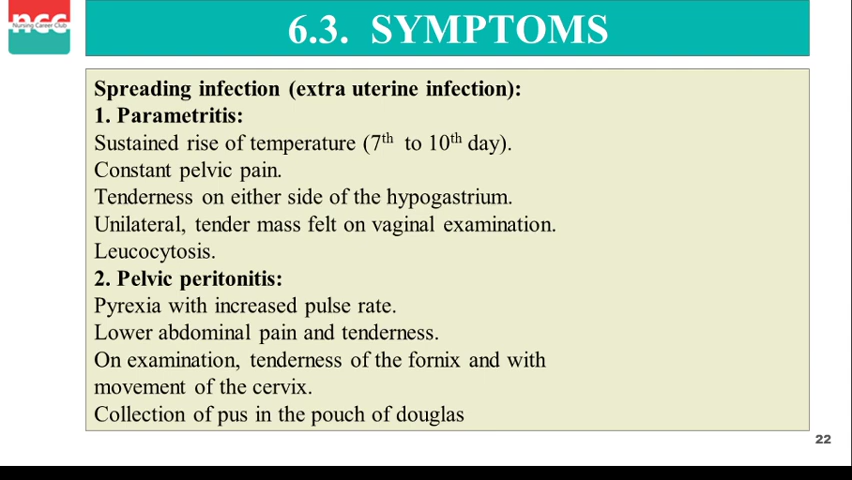 ncc
Nursing Career Club
6.3. SYMPTOMS
Spreading infection (extra uterine infection):
1. Parametritis:
Sustained rise of temperature (7th to 10th day).
Constant pelvic pain.
Tenderness on either side of the hypogastrium.
Unilateral, tender mass felt on vaginal examination.
Leucocytosis.
2. Pelvic peritonitis:
Pyrexia with increased pulse rate.
Lower abdominal pain and tenderness.
On examination, tenderness of the fornix and with
movement of the cervix.
Collection of pus in the pouch of douglas
22